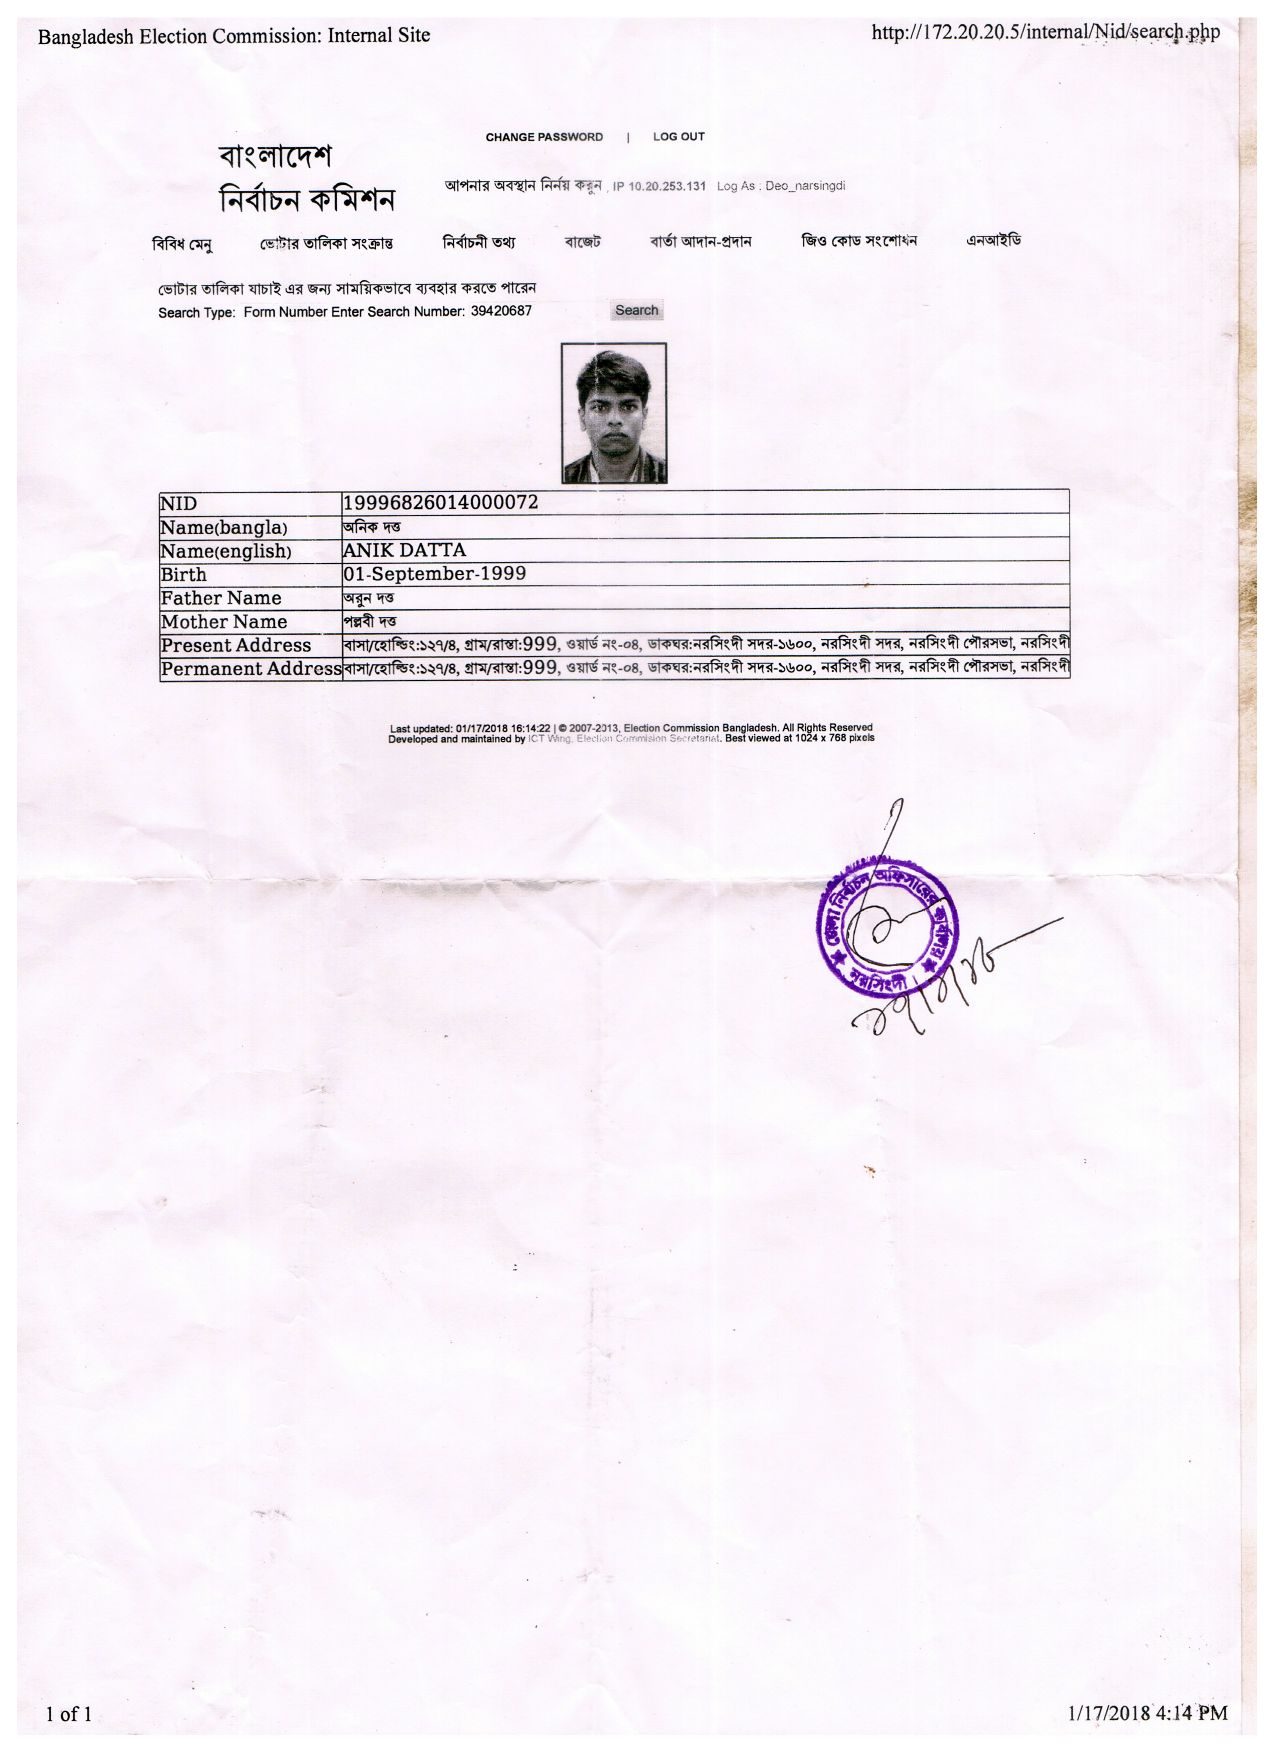 Bangladesh Election Commission: Internal Site
http://172.20.20.5/internal/Nid/search.php
CHANGE PASSWORD | LOG OUT
বাংলাদেশ
নির্বাচন কমিশন
আপনার অবস্থান নির্নয় করুন , IP 10.20.253.131 Log As : Deo_narsingdi
বিবিধ মেনু ভোটার তালিকা সংক্রান্ত নির্বাচনী তথ্য বাজেট বার্তা আদান-প্রদান জিও কোড সংশোধন এনআইডি
ভোটার তালিকা যাচাই এর জন্য সাময়িকভাবে ব্যবহার করতে পারেন
Search Type: Form Number Enter Search Number: 39420687 Search
NID 19996826014000072
Name(bangla) অনিক দত্ত
Name(english) ANIK DATTA
Birth 01-September-1999
Father Name অরুন দত্ত
Mother Name পল্লবী দত্ত
Present Address বাসা/হোল্ডিং:১২৭/৪, গ্রাম/রাস্তা:999, ওয়ার্ড নং-০৪, ডাকঘর:নরসিংদী সদর-১৬০০, নরসিংদী সদর, নরসিংদী পৌরসভা, নরসিংদী
Permanent Address বাসা/হোল্ডিং:১২৭/৪, গ্রাম/রাস্তা:999, ওয়ার্ড নং-০৪, ডাকঘর:নরসিংদী সদর-১৬০০, নরসিংদী সদর, নরসিংদী পৌরসভা, নরসিংদী
Last updated: 01/17/2018 16:14:22 | © 2007-2013, Election Commission Bangladesh. All Rights Reserved
Developed and maintained by ICT Wing, Election Commision Secretariat. Best viewed at 1024 x 768 pixels
জেলা নির্বাচন অফিসারের কার্যালয়
নরসিংদী।
1 of 1
1/17/2018 4:14 PM